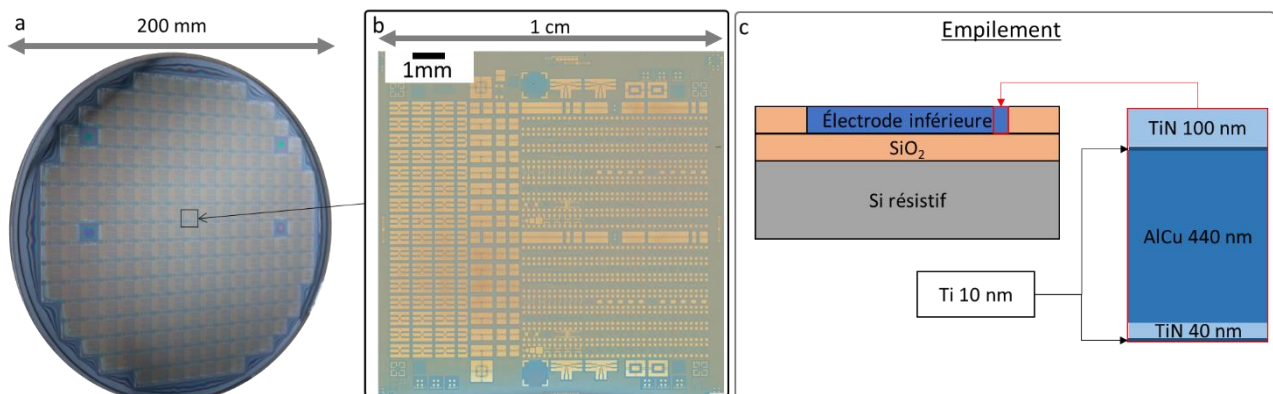 a
200 mm
b
1 cm
1mm
c
Empilement
Électrode inférieure
SiO2
Si résistif
TiN 100 nm
AlCu 440 nm
Ti 10 nm
TiN 40 nm